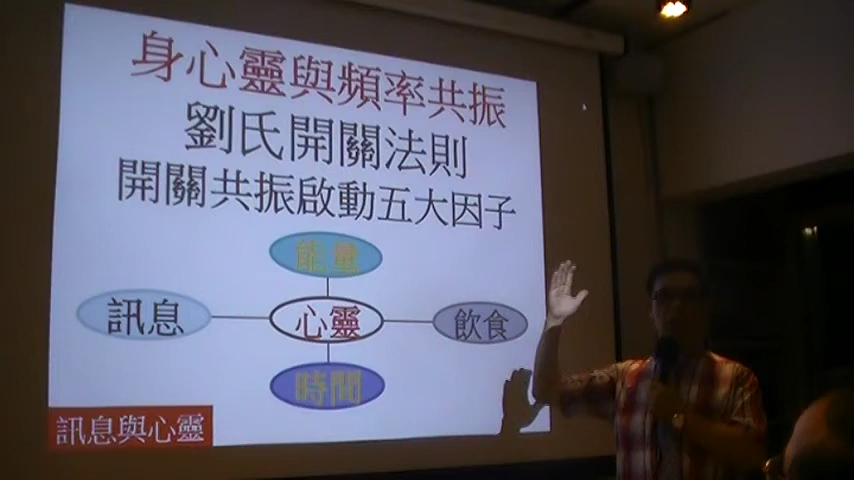 身心靈與頻率共振
劉氏開關法則
開關共振啟動五大因子
能量
訊息
心靈
飲食
時間
訊息與心靈